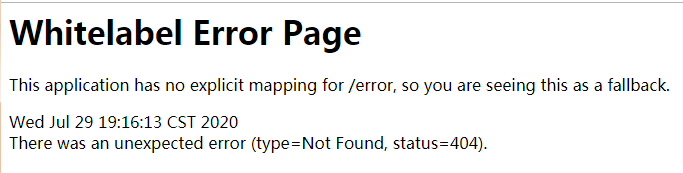 Whitelabel Error Page
This application has no explicit mapping for /error, so you are seeing this as a fallback.
Wed Jul 29 19:16:13 CST 2020
There was an unexpected error (type=Not Found, status=404).